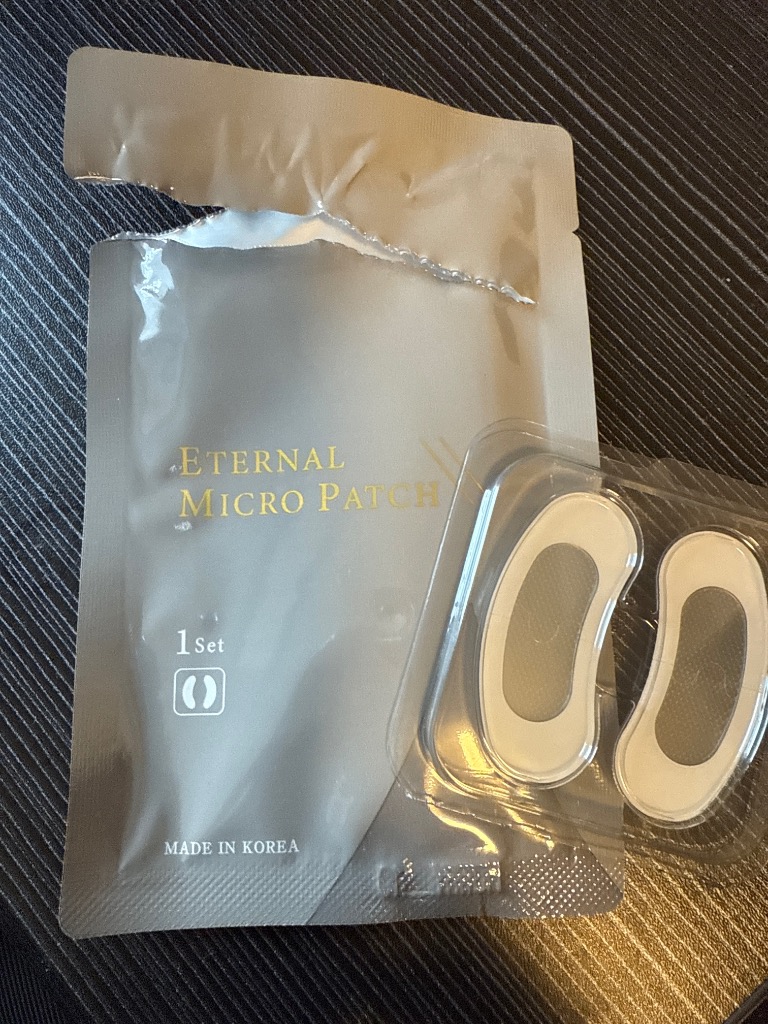 ETERNAL
MICRO PATCH
1 Set
MADE IN KOREA